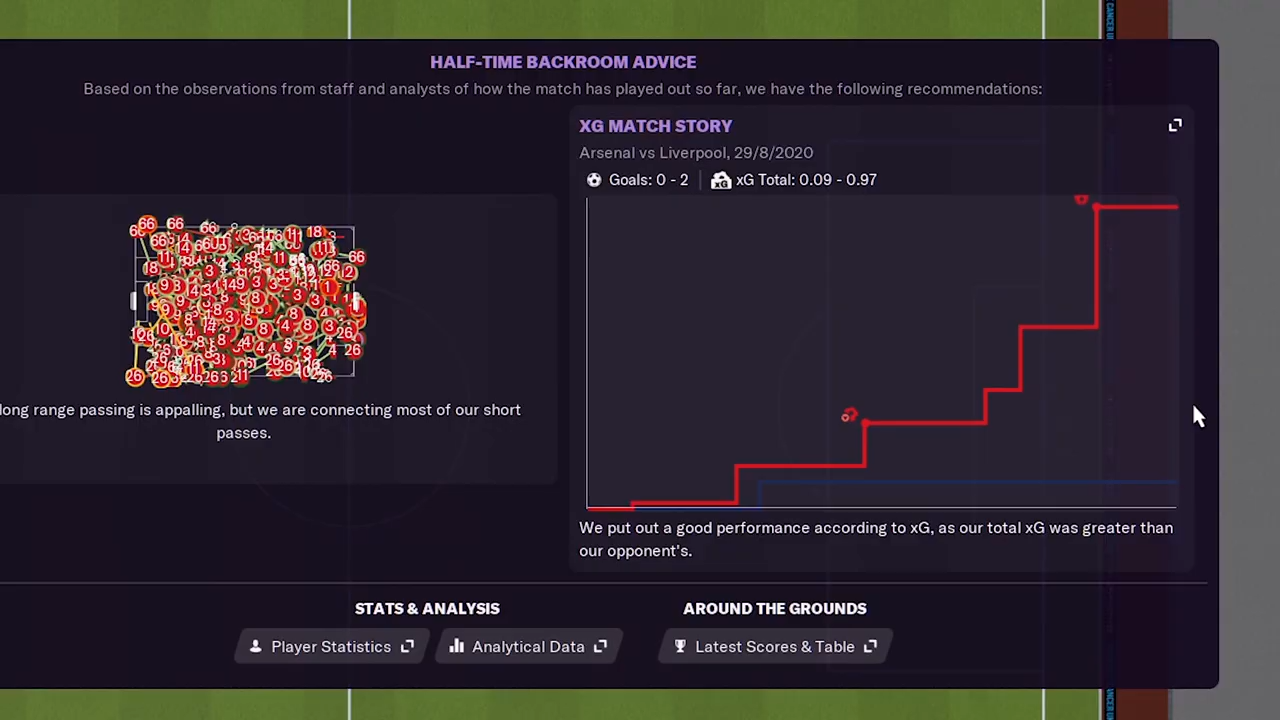 HALF-TIME BACKROOM ADVICE
Based on the observations from staff and analysts of how the match has played out so far, we have the following recommendations:
XG MATCH STORY
Arsenal vs Liverpool, 29/8/2020
Goals: 0 - 2
xG Total: 0.09 - 0.97
long range passing is appalling, but we are connecting most of our short
passes.
We put out a good performance according to xG, as our total xG was greater than
our opponent's.
STATS & ANALYSIS
AROUND THE GROUNDS
Player Statistics
Analytical Data
Latest Scores & Table